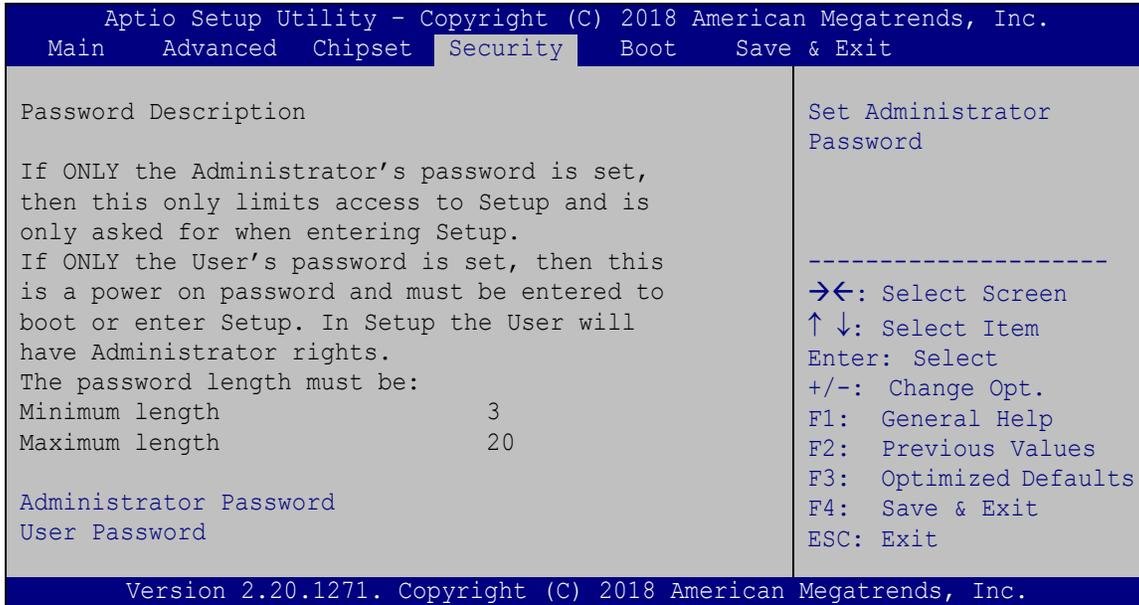 Aptio Setup Utility – Copyright (C) 2018 American Megatrends, Inc.
Main Advanced Chipset Security Boot Save & Exit
Password Description
If ONLY the Administrator’s password is set,
then this only limits access to Setup and is
only asked for when entering Setup.
If ONLY the User’s password is set, then this
is a power on password and must be entered to
boot or enter Setup. In Setup the User will
have Administrator rights.
The password length must be:
Minimum length 3
Maximum length 20
Administrator Password
User Password
Set Administrator
Password
---------------------
→←: Select Screen
↑ ↓: Select Item
Enter: Select
+/-: Change Opt.
F1: General Help
F2: Previous Values
F3: Optimized Defaults
F4: Save & Exit
ESC: Exit
Version 2.20.1271. Copyright (C) 2018 American Megatrends, Inc.